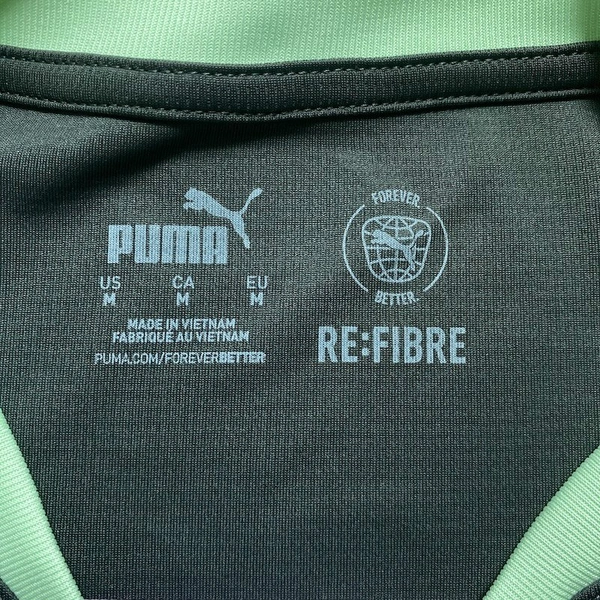 PUMA
US CA EU
M M M
MADE IN VIETNAM
FABRIQUÉ AU VIETNAM
PUMA.COM/FOREVERBETTER
FOREVER
BETTER.
RE:FIBRE